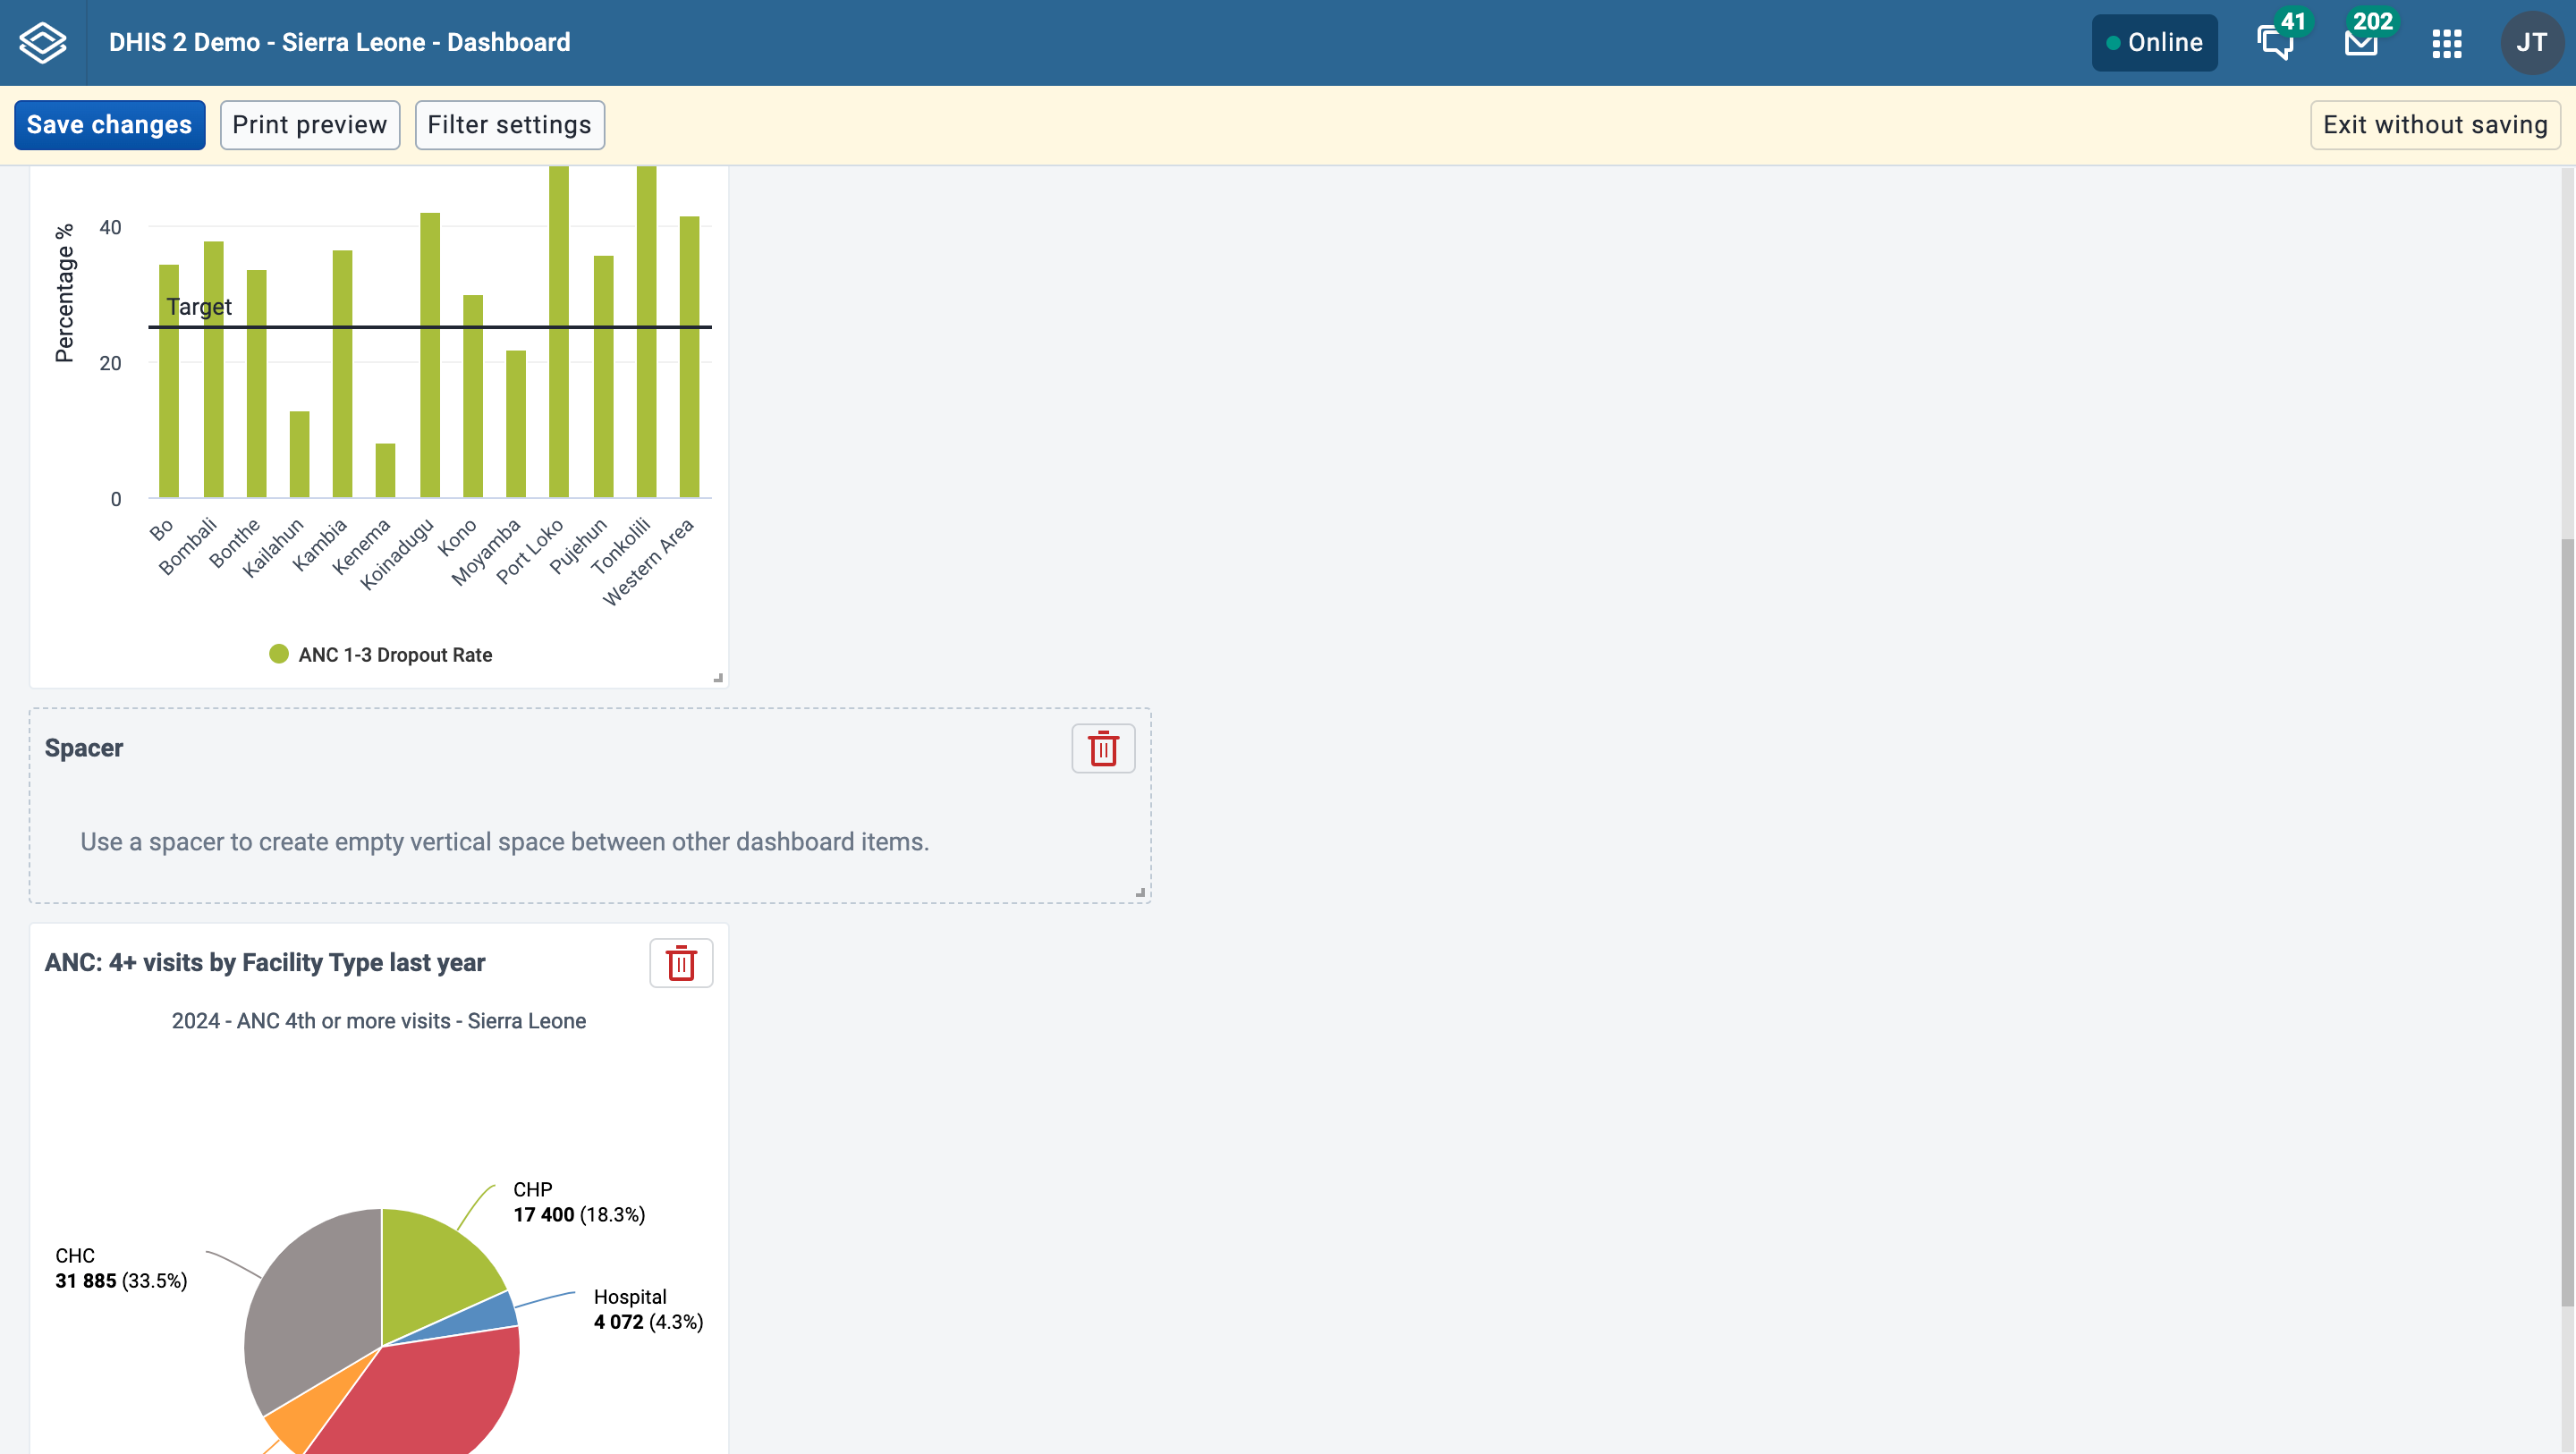 DHIS 2 Demo - Sierra Leone - Dashboard
Online
41
202
JT
Save changes
Print preview
Filter settings
Exit without saving
Percentage %
40
20
0
Target
Bo
Bombali
Bonthe
Kailahun
Kambia
Kenema
Koinadugu
Kono
Moyamba
Port Loko
Pujehun
Tonkolili
Western Area
ANC 1-3 Dropout Rate
Spacer
Use a spacer to create empty vertical space between other dashboard items.
ANC: 4+ visits by Facility Type last year
2024 - ANC 4th or more visits - Sierra Leone
CHP
17 400 (18.3%)
CHC
31 885 (33.5%)
Hospital
4 072 (4.3%)